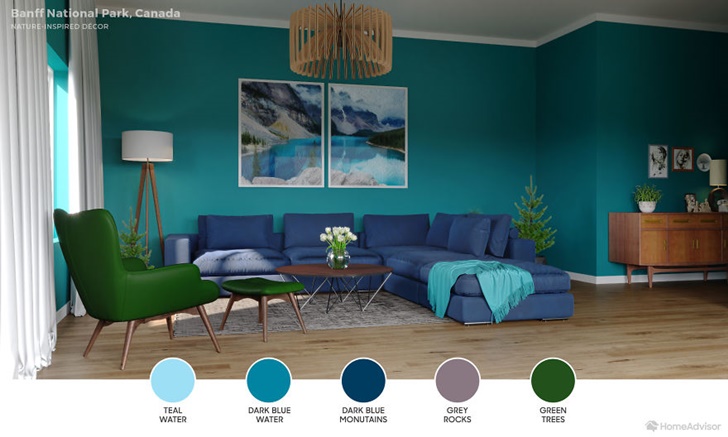 Banff National Park, Canada
NATURE-INSPIRED DÉCOR
TEAL
WATER
DARK BLUE
WATER
DARK BLUE
MONUTAINS
GREY
ROCKS
GREEN
TREES
HomeAdvisor